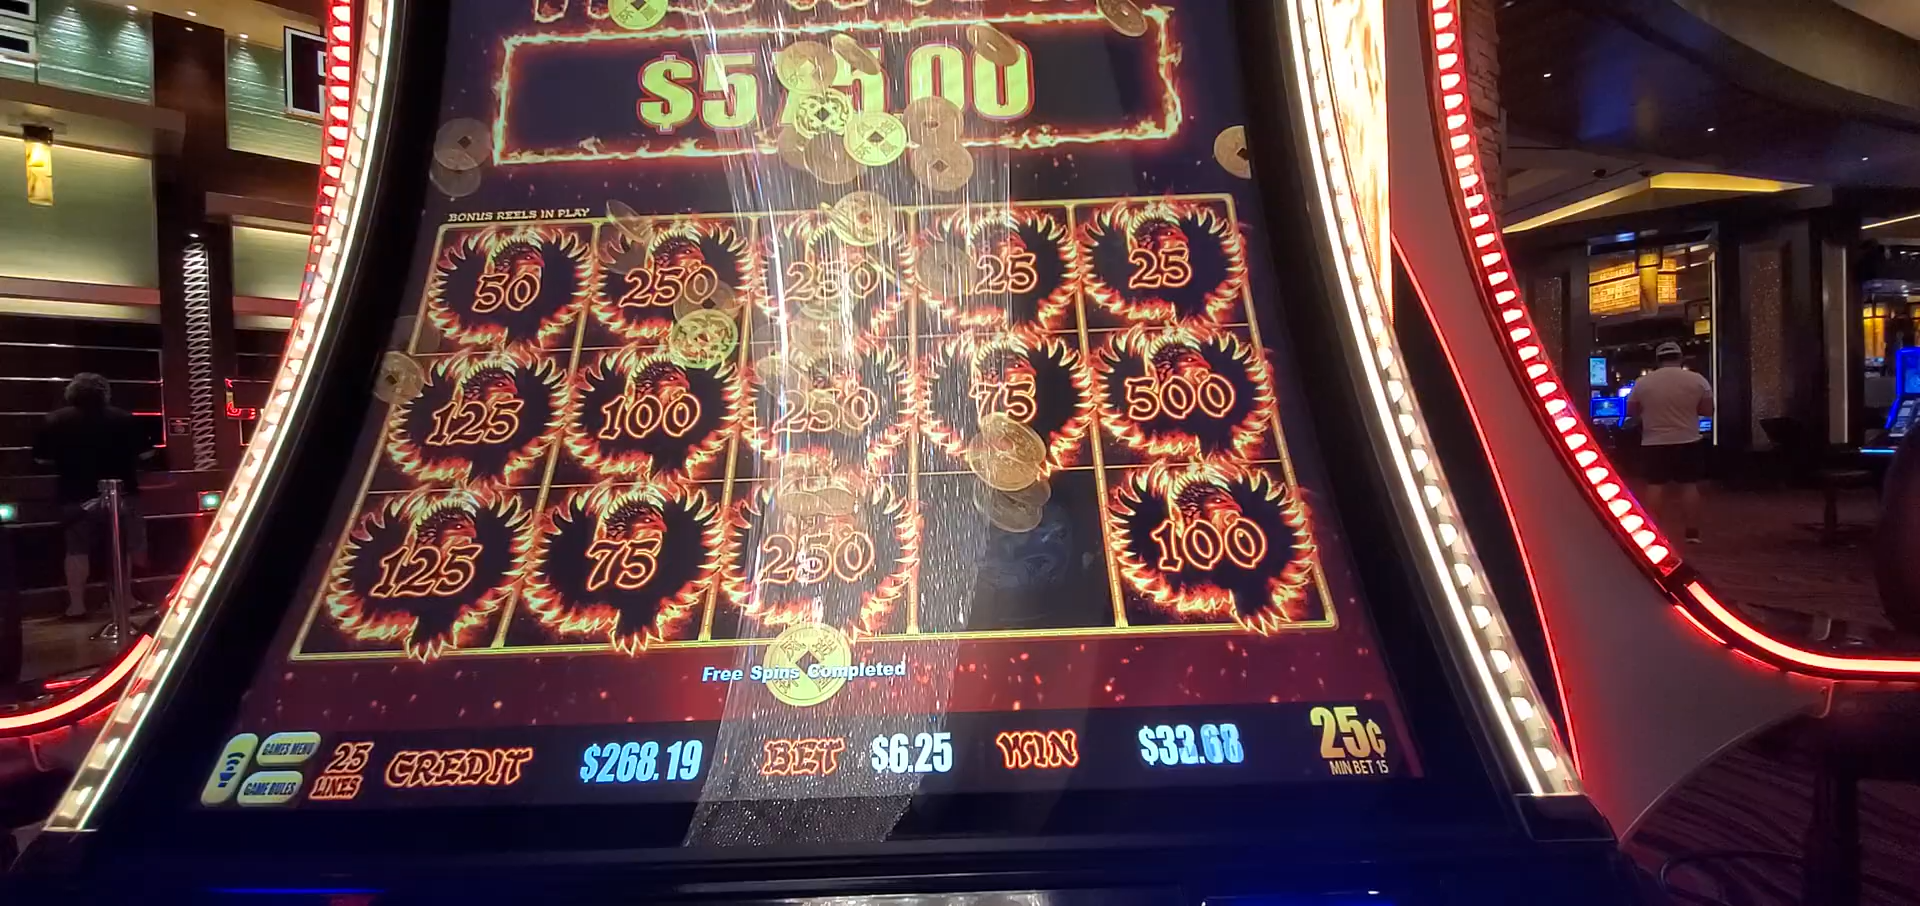 BONUS REELS IN PLAY
50 250 250 25 25
125 100 250 75 500
125 75 250 100
Free Spins Completed
GAMES MENU
GAME RULES
25 LINES
CREDIT $268.19 BET $6.25 WIN
25¢
MIN BET 15